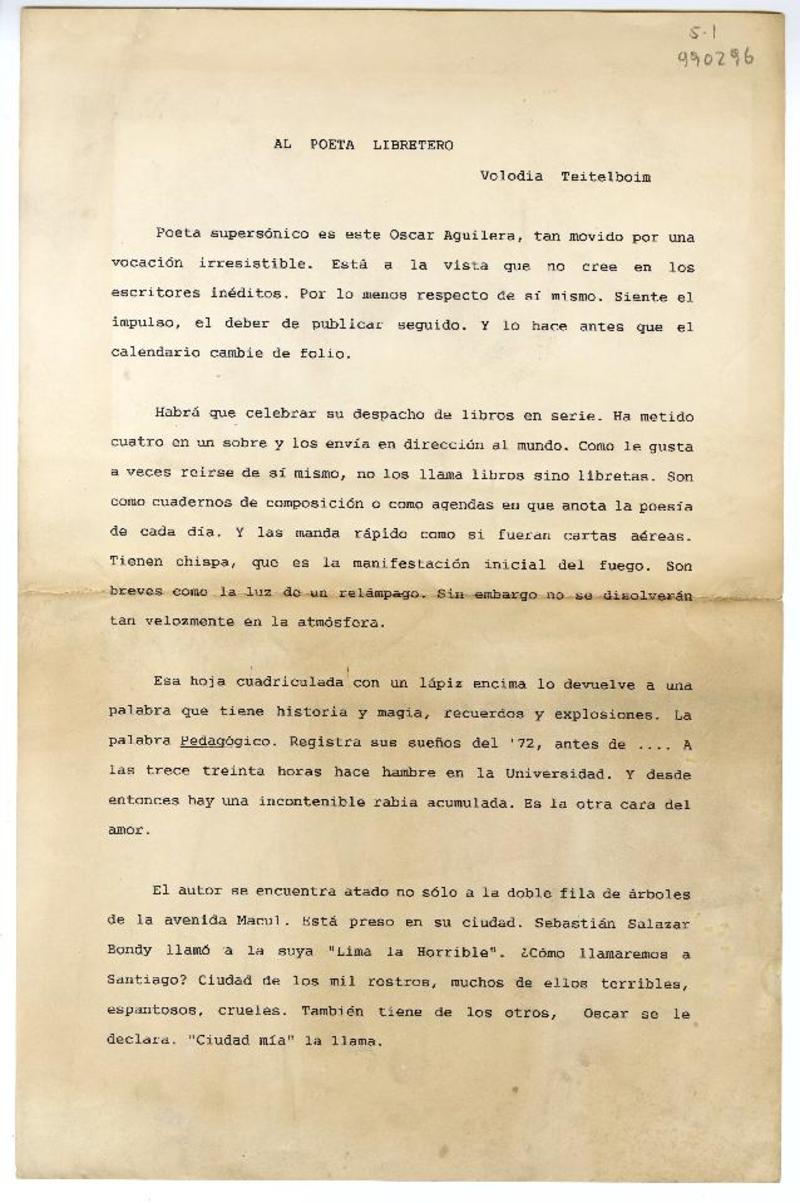 5-1
990296
AL POETA LIBRETERO
Volodia Teitelboim
Poeta supersónico es este Oscar Aguilera, tan movido por una
vocación irresistible. Está a la vista que no cree en los
escritores inéditos. Por lo menos respecto de sí mismo. Siente el
impulso, el deber de publicar seguido. Y lo hace antes que el
calendario cambie de folio.
Habrá que celebrar su despacho de libros en serie. Ha metido
cuatro en un sobre y los envía en dirección al mundo. Como le gusta
a veces reirse de sí mismo, no los llama libros sino libretas. Son
como cuadernos de composición o como agendas en que anota la poesía
de cada día. Y las manda rápido como si fueran cartas aéreas.
Tienen chispa, que es la manifestación inicial del fuego. Son
breves como la luz de un relámpago. Sin embargo no se disolverán
tan velozmente en la atmósfera.
Esa hoja cuadriculada con un lápiz encima lo devuelve a una
palabra que tiene historia y magia, recuerdos y explosiones. La
palabra Pedagógico. Registra sus sueños del '72, antes de .... A
las trece treinta horas hace hambre en la Universidad. Y desde
entonces hay una incontenible rabia acumulada. Es la otra cara del
amor.
El autor se encuentra atado no sólo a la doble fila de árboles
de la avenida Macul. Está preso en su ciudad. Sebastián Salazar
Bondy llamó a la suya "Lima la Horrible". ¿Cómo llamaremos a
Santiago? Ciudad de los mil rostros, muchos de ellos terribles,
espantosos, crueles. También tiene de los otros, Oscar se le
declara. "Ciudad mía" la llama.